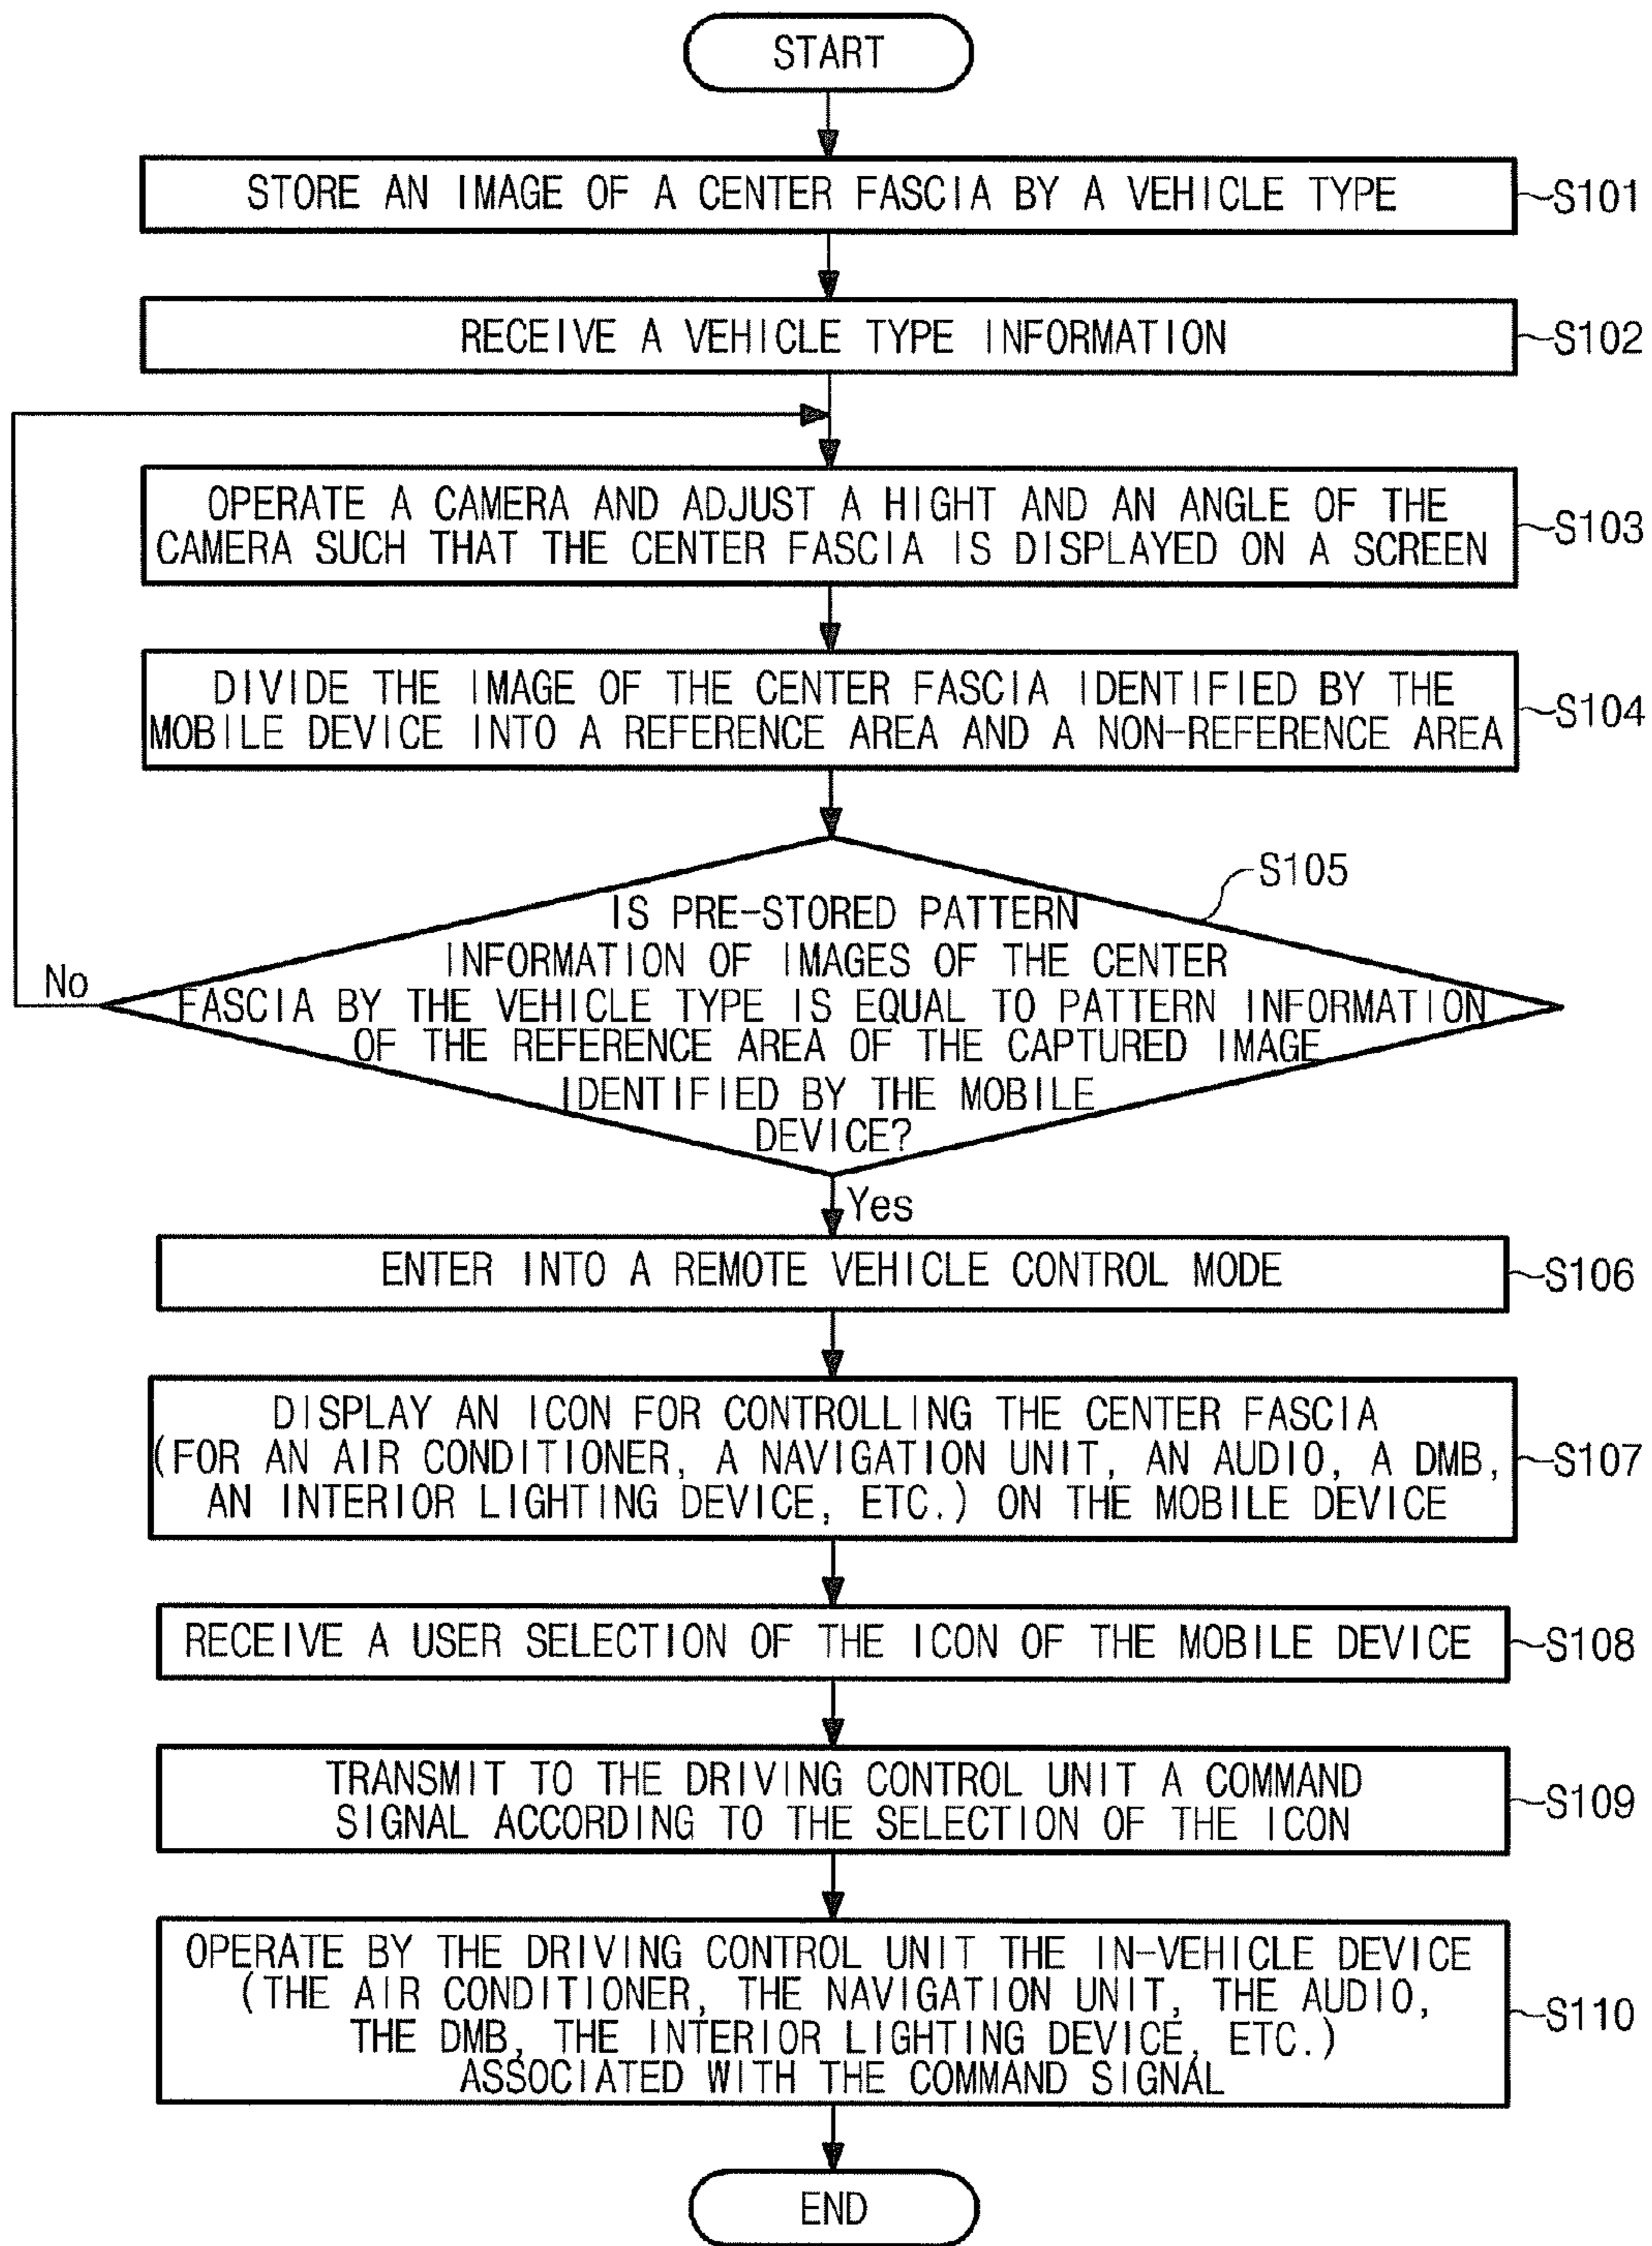 START
STORE AN IMAGE OF A CENTER FASCIA BY A VEHICLE TYPE
S101
RECEIVE A VEHICLE TYPE INFORMATION
S102
OPERATE A CAMERA AND ADJUST A HIGHT AND AN ANGLE OF THE
CAMERA SUCH THAT THE CENTER FASCIA IS DISPLAYED ON A SCREEN
S103
DIVIDE THE IMAGE OF THE CENTER FASCIA IDENTIFIED BY THE
MOBILE DEVICE INTO A REFERENCE AREA AND A NON-REFERENCE AREA
S104
S105
IS PRE-STORED PATTERN
INFORMATION OF IMAGES OF THE CENTER
FASCIA BY THE VEHICLE TYPE IS EQUAL TO PATTERN INFORMATION
OF THE REFERENCE AREA OF THE CAPTURED IMAGE
IDENTIFIED BY THE MOBILE
DEVICE?
No
Yes
ENTER INTO A REMOTE VEHICLE CONTROL MODE
S106
DISPLAY AN ICON FOR CONTROLLING THE CENTER FASCIA
(FOR AN AIR CONDITIONER, A NAVIGATION UNIT, AN AUDIO, A DMB,
AN INTERIOR LIGHTING DEVICE, ETC.) ON THE MOBILE DEVICE
S107
RECEIVE A USER SELECTION OF THE ICON OF THE MOBILE DEVICE
S108
TRANSMIT TO THE DRIVING CONTROL UNIT A COMMAND
SIGNAL ACCORDING TO THE SELECTION OF THE ICON
S109
OPERATE BY THE DRIVING CONTROL UNIT THE IN-VEHICLE DEVICE
(THE AIR CONDITIONER, THE NAVIGATION UNIT, THE AUDIO,
THE DMB, THE INTERIOR LIGHTING DEVICE, ETC.)
ASSOCIATED WITH THE COMMAND SIGNAL
S110
END